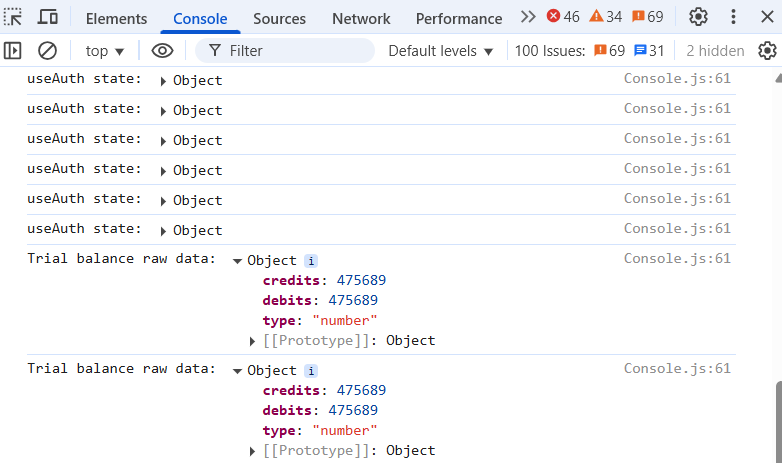 Elements Console Sources Network Performance 46 34 69
top Filter Default levels 100 Issues: 69 31 2 hidden
useAuth state: Object Console.js:61
useAuth state: Object Console.js:61
useAuth state: Object Console.js:61
useAuth state: Object Console.js:61
useAuth state: Object Console.js:61
useAuth state: Object Console.js:61
Trial balance raw data: Object i Console.js:61
credits: 475689
debits: 475689
type: "number"
[[Prototype]]: Object
Trial balance raw data: Object i Console.js:61
credits: 475689
debits: 475689
type: "number"
[[Prototype]]: Object